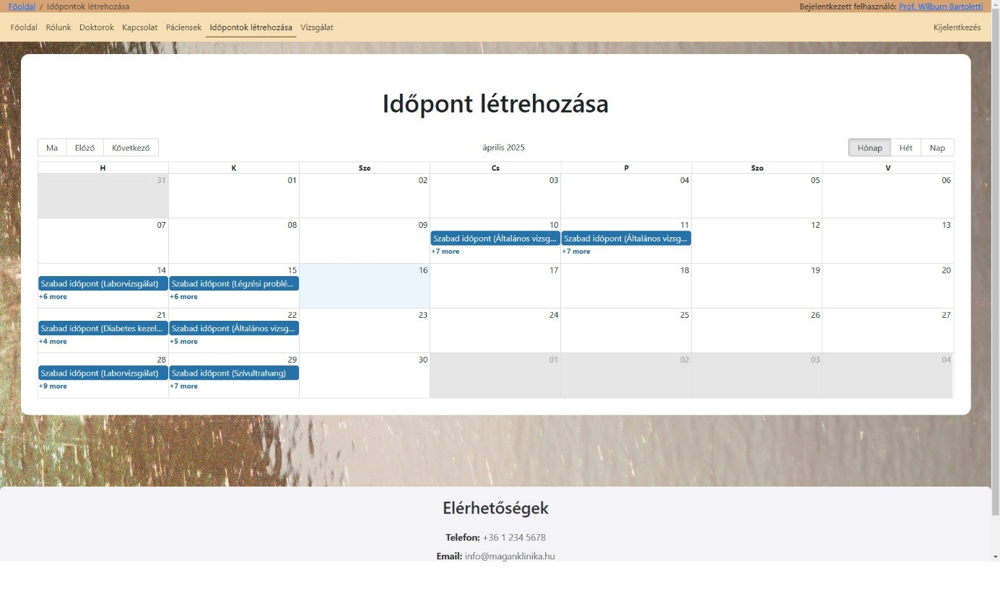 Főoldal / Időpontok létrehozása Bejelentkezett felhasználó: Prof. Wilburn Bartoletti
Főoldal Rólunk Doktorok Kapcsolat Páciensek Időpontok létrehozása Vizsgálat Kijelentkezés
Időpont létrehozása
Ma Előző Következő április 2025 Hónap Hét Nap
H K Sze Cs P Szo V
31 01 02 03 04 05 06
07 08 09 10 11 12 13
Szabad időpont (Általános vizsg... Szabad időpont (Általános vizsg...
+7 more +7 more
14 15 16 17 18 19 20
Szabad időpont (Laborvizsgálat) Szabad időpont (Légzési problé...
+6 more +6 more
21 22 23 24 25 26 27
Szabad időpont (Diabetes kezel... Szabad időpont (Általános vizsg...
+4 more +5 more
28 29 30 01 02 03 04
Szabad időpont (Laborvizsgálat) Szabad időpont (Szívultrahang)
+9 more +7 more
Elérhetőségek
Telefon: +36 1 234 5678
Email: info@maganklinika.hu